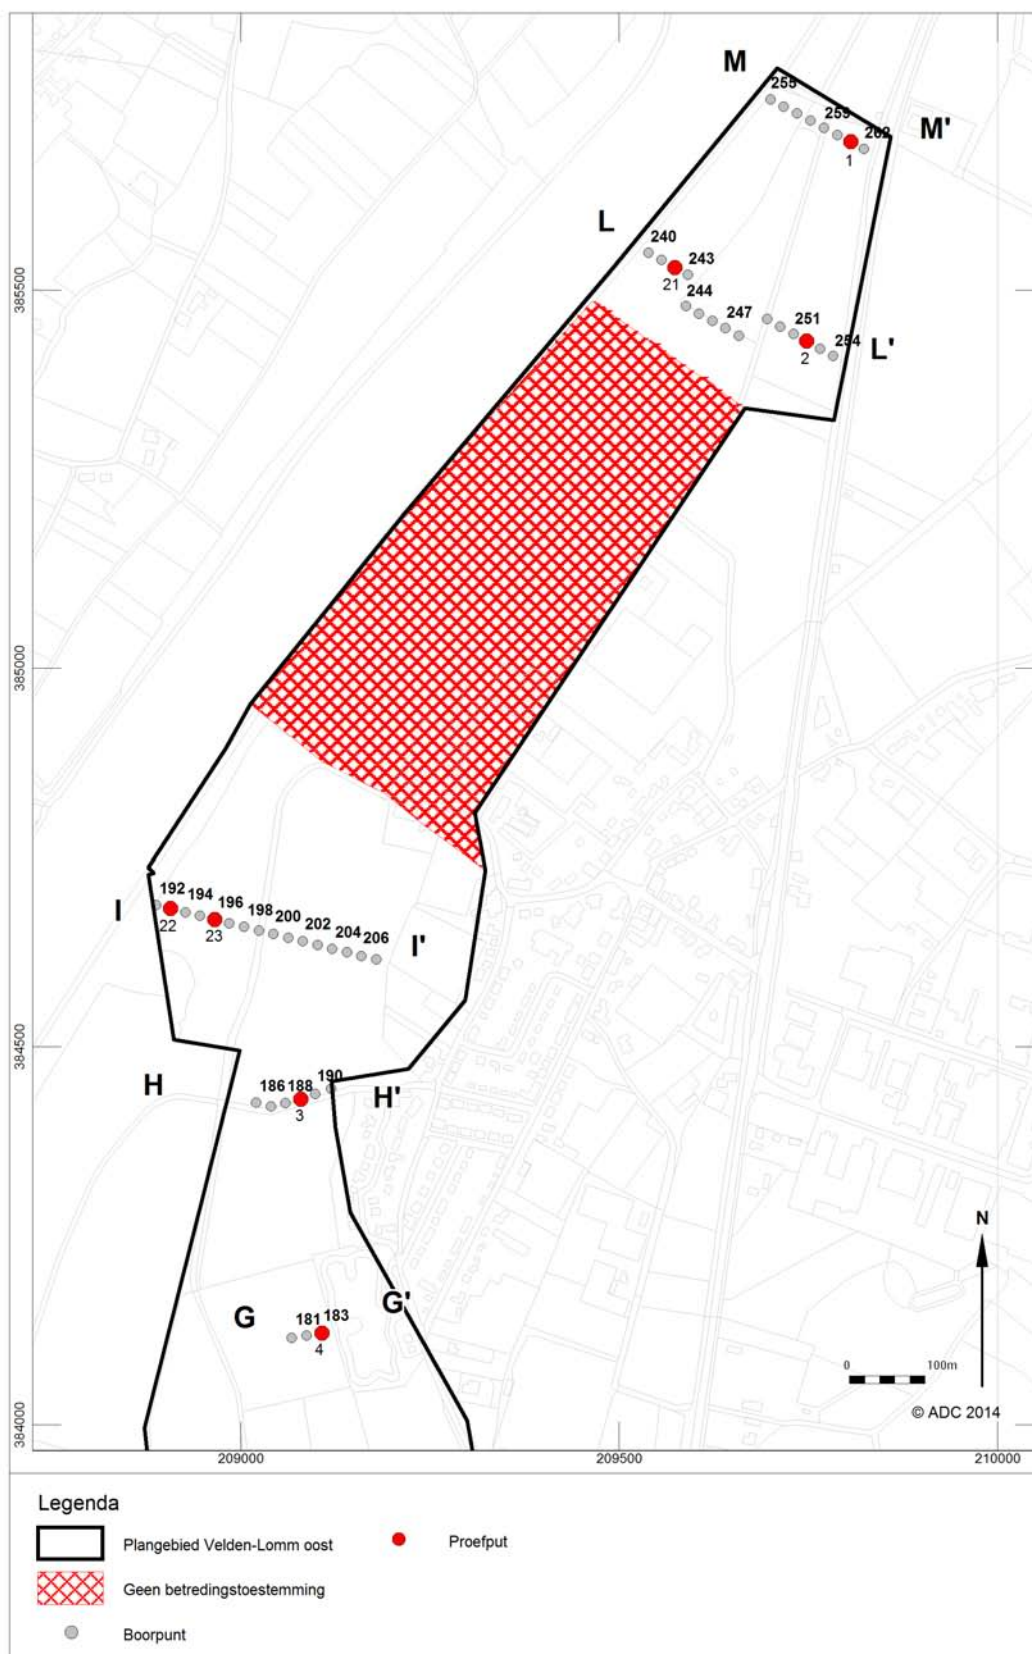 M
255
259
262
M'
1
L
240
243
21
244
247
251
254
2
L'
385500
385000
I
192 194 196 198 200 202 204 206
22
23
I'
384500
H
186 188 190
3
H'
G
181 183
4
G'
N
0 100m
© ADC 2014
384000
209000 209500 210000
Legenda
Plangebied Velden-Lomm oost
Proefput
Geen betredingstoestemming
Boorpunt